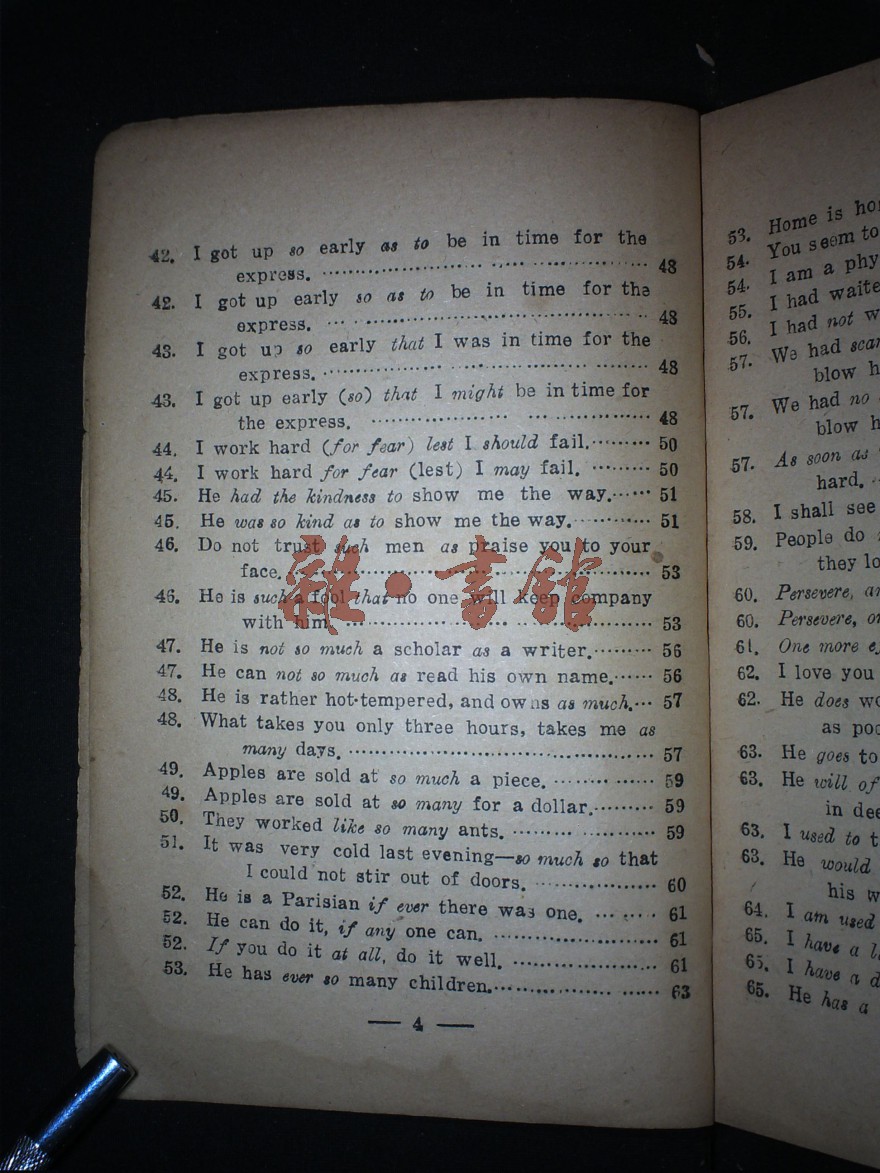 42. I got up so early as to be in time for the
express. 48
42. I got up early so as to be in time for the
express. 48
43. I got up so early that I was in time for the
express. 48
43. I got up early (so) that I might be in time for
the express. 48
44. I work hard (for fear) lest I should fail. 50
44. I work hard for fear (lest) I may fail. 50
45. He had the kindness to show me the way. 51
45. He was so kind as to show me the way. 51
46. Do not trust such men as praise you to your
face. 53
46. He is such a fool that no one will keep company
with him. 53
47. He is not so much a scholar as a writer. 56
47. He can not so much as read his own name. 56
48. He is rather hot-tempered, and owns as much. 57
48. What takes you only three hours, takes me as
many days. 57
49. Apples are sold at so much a piece. 59
49. Apples are sold at so many for a dollar. 59
50. They worked like so many ants. 59
51. It was very cold last evening—so much so that
I could not stir out of doors. 60
52. He is a Parisian if ever there was one. 61
52. He can do it, if any one can. 61
52. If you do it at all, do it well. 61
53. He has ever so many children. 63
— 4 —
雜·書館
53. Home is
54. You seem to
54. I am a
55. I had
56. I had not
57. We had
blow
57. We had no
blow
57. As soon as
hard.
58. I shall see
59. People do
they
60. Persevere,
60. Persevere,
61. One more
62. I love you
62. He does
as
63. He goes to
63. He will
in
63. I used to
63. He would
his
64. I am used
65. I have a
65. I have a
65. He has a